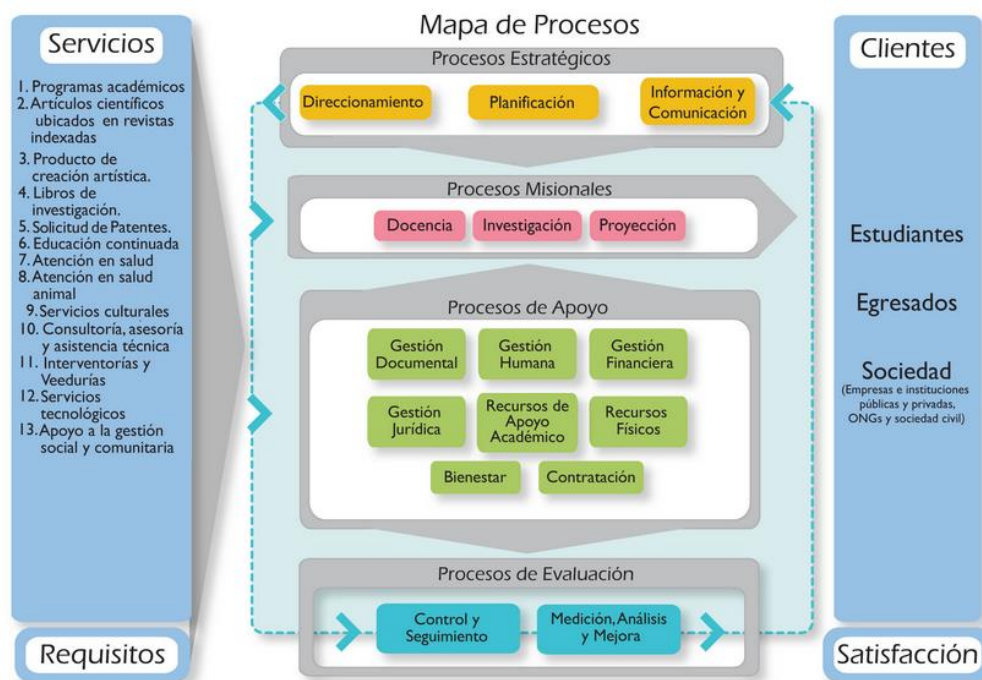 Servicios
1. Programas académicos
2. Artículos científicos
ubicados en revistas
indexadas
3. Producto de
creación artística.
4. Libros de
investigación.
5. Solicitud de Patentes.
6. Educación continuada
7. Atención en salud
8. Atención en salud
animal
9. Servicios culturales
10. Consultoría, asesoría
y asistencia técnica
11. Interventorías y
Veedurías
12. Servicios
tecnológicos
13. Apoyo a la gestión
social y comunitaria
Requisitos
Mapa de Procesos
Procesos Estratégicos
Direccionamiento
Planificación
Información y
Comunicación
Procesos Misionales
Docencia
Investigación
Proyección
Procesos de Apoyo
Gestión
Documental
Gestión
Humana
Gestión
Financiera
Gestión
Jurídica
Recursos de
Apoyo
Académico
Recursos
Físicos
Bienestar
Contratación
Procesos de Evaluación
Control y
Seguimiento
Medición, Análisis
y Mejora
Clientes
Estudiantes
Egresados
Sociedad
(Empresas e instituciones
públicas y privadas,
ONGs y sociedad civil)
Satisfacción